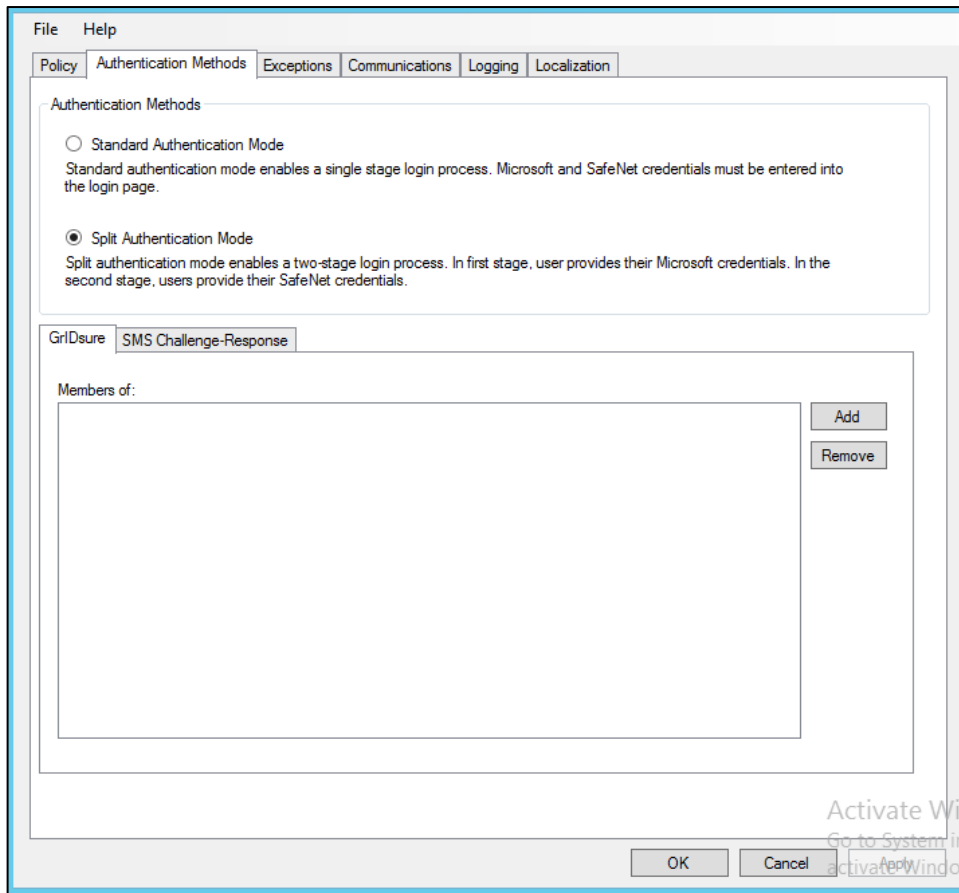 File Help
Policy Authentication Methods Exceptions Communications Logging Localization
Authentication Methods
Standard Authentication Mode
Standard authentication mode enables a single stage login process. Microsoft and SafeNet credentials must be entered into
the login page.
Split Authentication Mode
Split authentication mode enables a two-stage login process. In first stage, user provides their Microsoft credentials. In the
second stage, users provide their SafeNet credentials.
GrIDsure SMS Challenge-Response
Members of:
Add
Remove
Activate Wi
Go to System i
activate Windo
OK Cancel Apply